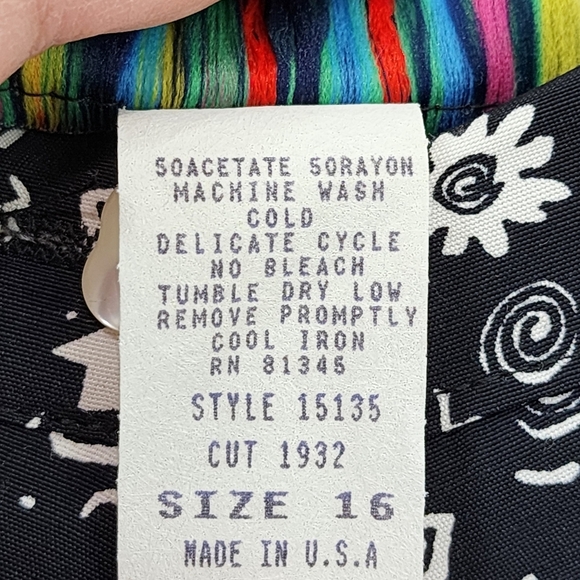 50ACETATE 50RAYON
MACHINE WASH
COLD
DELICATE CYCLE
NO BLEACH
TUMBLE DRY LOW
REMOVE PROMPTLY
COOL IRON
RN 81345
STYLE 15135
CUT 1932
SIZE 16
MADE IN U.S.A